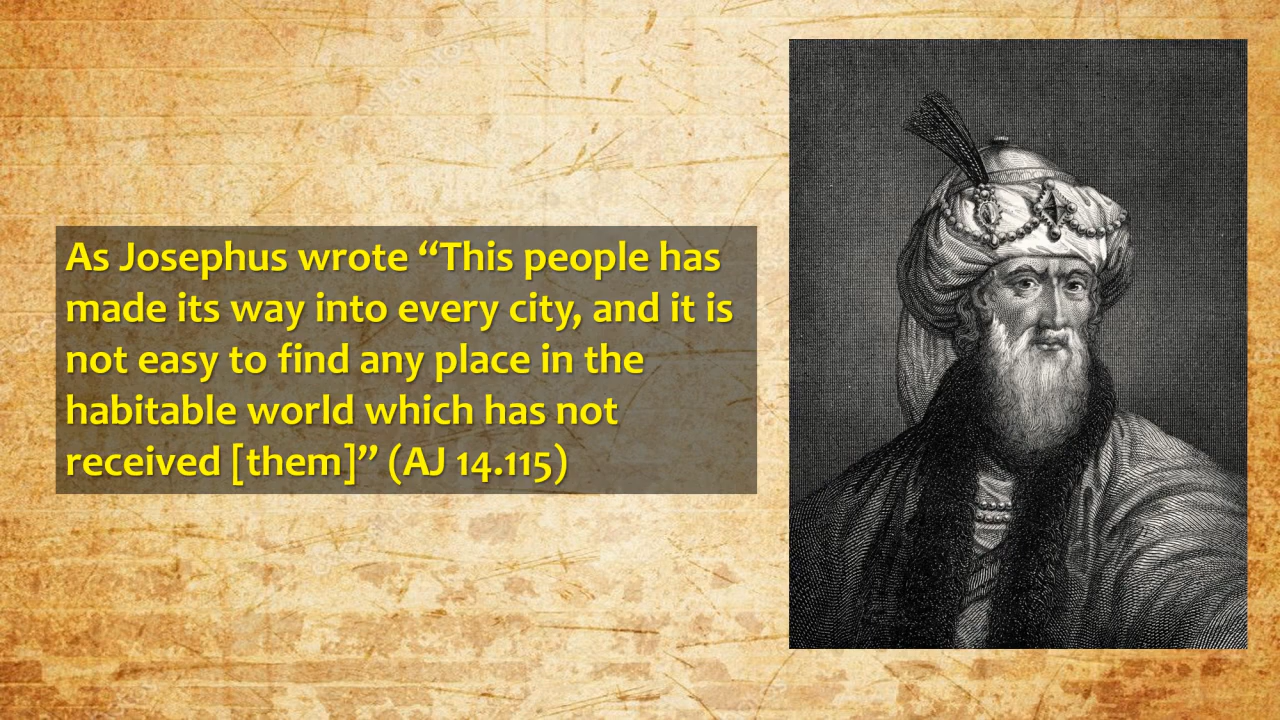 As Josephus wrote “This people has
made its way into every city, and it is
not easy to find any place in the
habitable world which has not
received [them]” (AJ 14.115)